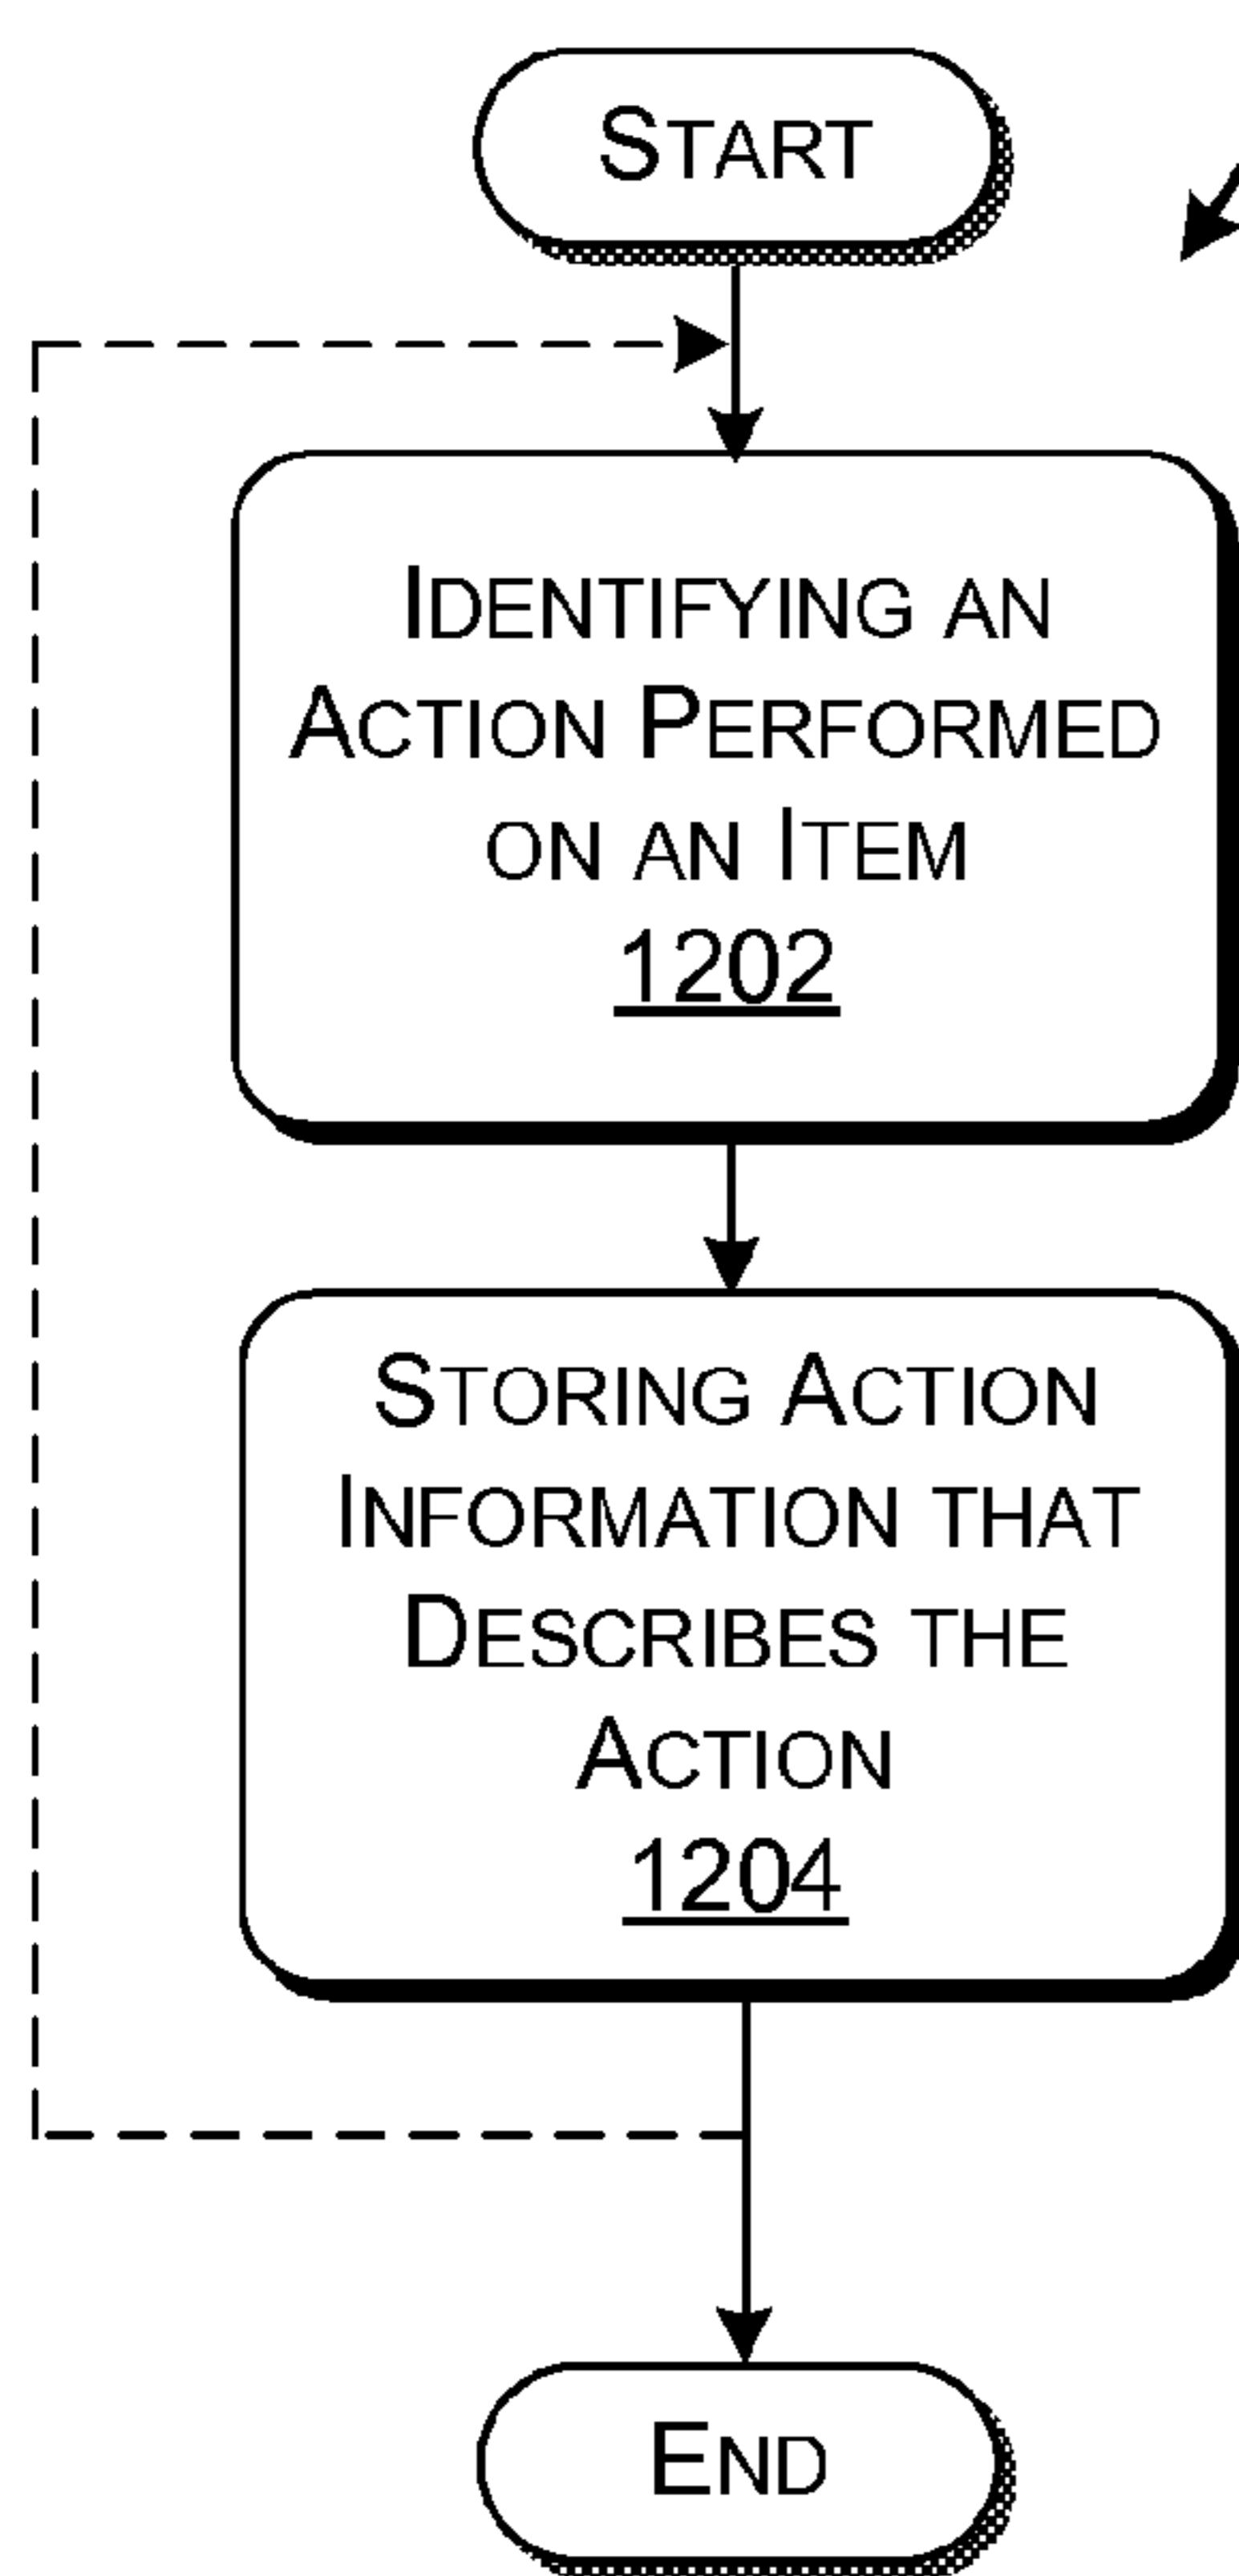 START
IDENTIFYING AN
ACTION PERFORMED
ON AN ITEM
1202
STORING ACTION
INFORMATION THAT
DESCRIBES THE
ACTION
1204
END